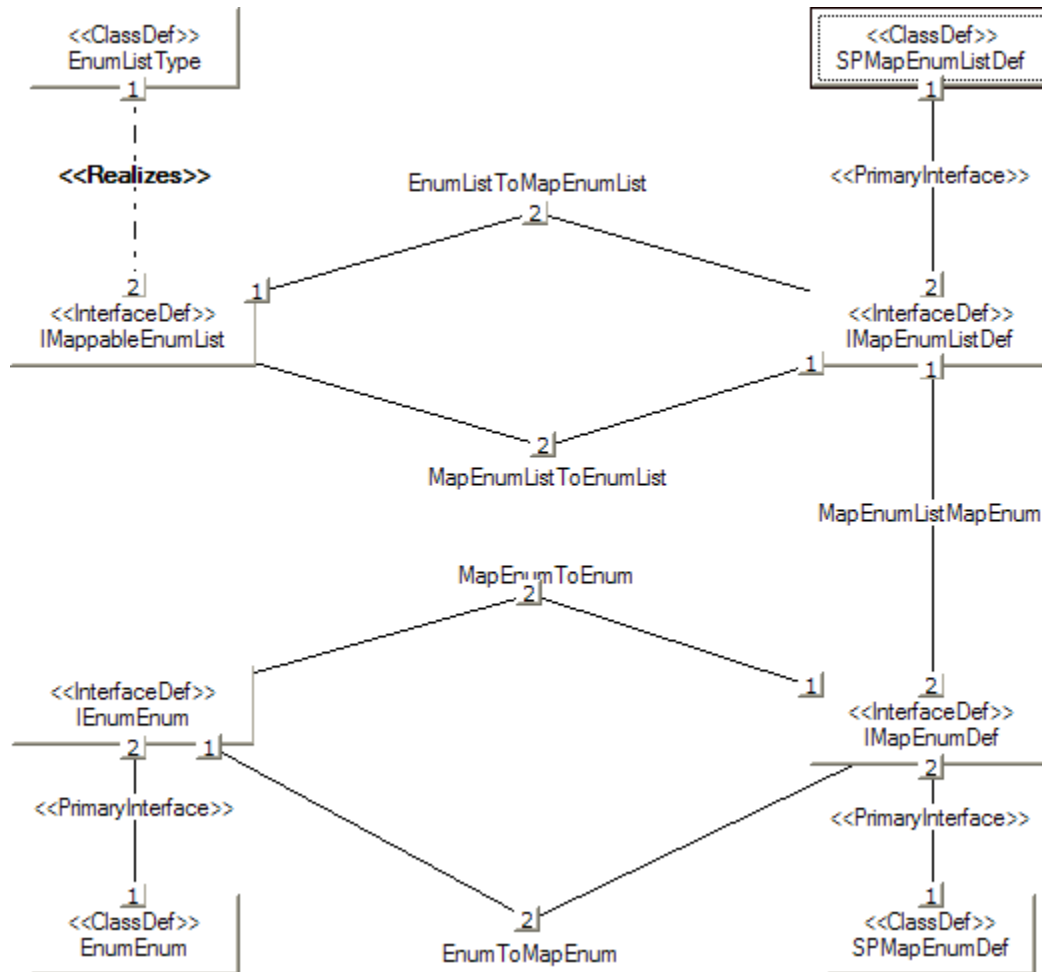 <<ClassDef>>
EnumListType
<<ClassDef>>
SPMapEnumListDef
1
1
<<Realizes>>
EnumListToMapEnumList
<<PrimaryInterface>>
2
2
1
2
<<InterfaceDef>>
IMappableEnumList
<<InterfaceDef>>
IMapEnumListDef
1
1
2
MapEnumListToEnumList
MapEnumListMapEnum
MapEnumToEnum
2
<<InterfaceDef>>
IEnumEnum
1
2
<<InterfaceDef>>
IMapEnumDef
2
1
2
<<PrimaryInterface>>
<<PrimaryInterface>>
1
1
<<ClassDef>>
EnumEnum
2
EnumToMapEnum
<<ClassDef>>
SPMapEnumDef